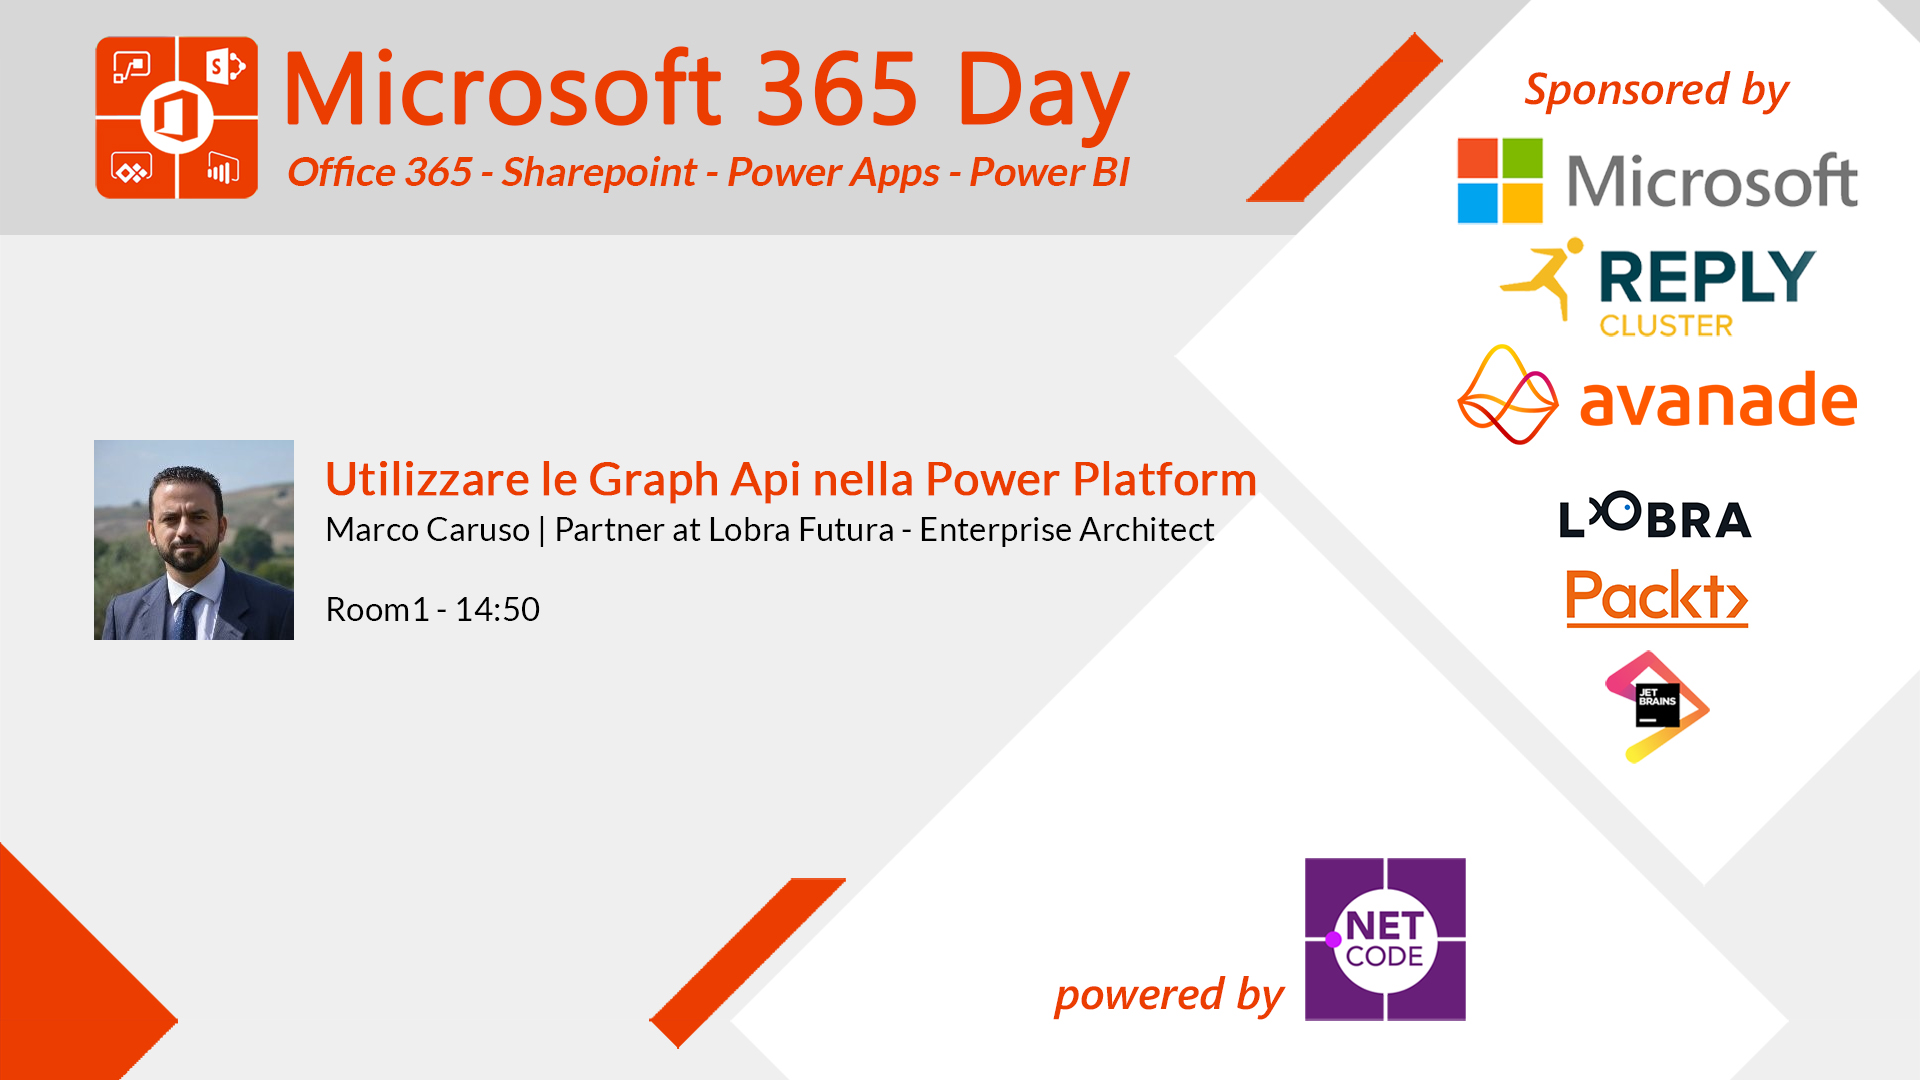 Microsoft 365 Day
Office 365 - Sharepoint - Power Apps - Power BI
Utilizzare le Graph Api nella Power Platform
Marco Caruso | Partner at Lobra Futura - Enterprise Architect
Room1 - 14:50
Sponsored by
Microsoft
REPLY
CLUSTER
avanade
LOBRA
Packt>
JET
BRAINS
powered by
NET
CODE